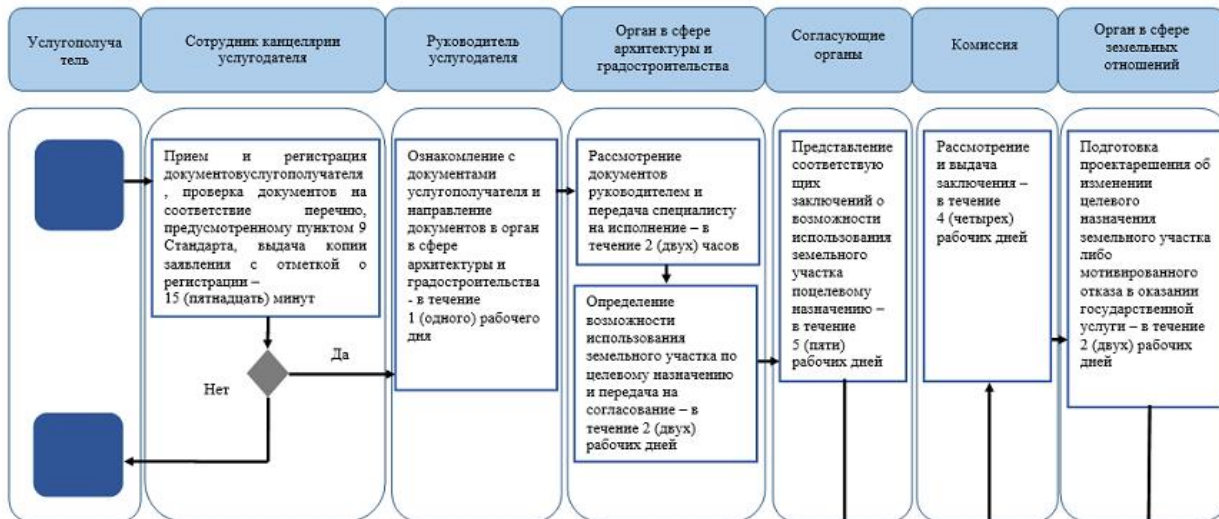 Услугополуча
тель
Сотрудник канцелярии
услугодателя
Руководитель
услугодателя
Орган в сфере
архитектуры и
градостроительства
Согласующие
органы
Комиссия
Орган в сфере
земельных
отношений
Прием и регистрация
документовуслугополучателя
, проверка документов на
соответствие перечню,
предусмотренному пунктом 9
Стандарта, выдача копии
заявления с отметкой о
регистрации –
15 (пятнадцать) минут
Да
Нет
Ознакомление с
документами
услугополучателя и
направление
документов в орган
в сфере
архитектуры и
градостроительства
- в течение
1 (одного) рабочего
дня
Рассмотрение
документов
руководителем и
передача специалисту
на исполнение – в
течение 2 (двух) часов
Определение
возможности
использования
земельного участка по
целевому назначению
и передача на
согласование – в
течение 2 (двух)
рабочих дней
Представление
соответствую
щих
заключений о
возможности
использования
земельного
участка
поцелевому
назначению –
в течение
5 (пяти)
рабочих дней
Рассмотрение
и выдача
заключения –
в течение
4 (четырех)
рабочих дней
Подготовка
проектарешения об
изменении
целевого
назначения
земельного участка
либо
мотивированного
отказа в оказании
государственной
услуги – в течение
2 (двух) рабочих
дней